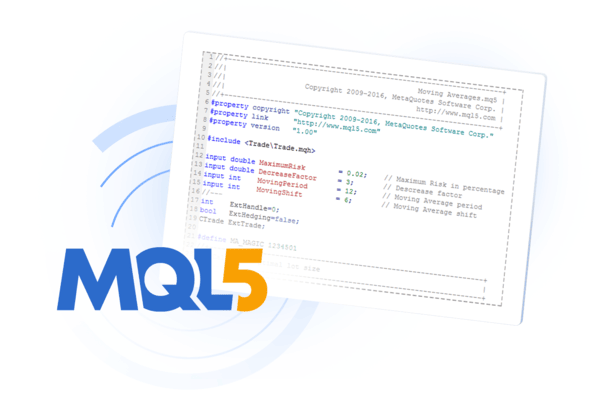 1 //+------------------------------------------------------------------+
2 //| Moving Averages.mq5 |
3 //| Copyright 2009-2016, MetaQuotes Software Corp. |
4 //| http://www.mql5.com |
5 //+------------------------------------------------------------------+
6 #property copyright "Copyright 2009-2016, MetaQuotes Software Corp."
7 #property link "http://www.mql5.com"
8 #property version "1.00"
9
10 #include <Trade\Trade.mqh>
11
12 input double MaximumRisk = 0.02; // Maximum Risk in percentage
13 input double DecreaseFactor = 3; // Descrease factor
14 input int MovingPeriod = 12; // Moving Average period
15 input int MovingShift = 6; // Moving Average shift
16 //---
17 int ExtHandle=0;
18 bool ExtHedging=false;
19 CTrade ExtTrade;
20
21 #define MA_MAGIC 1234501
size
MQL5